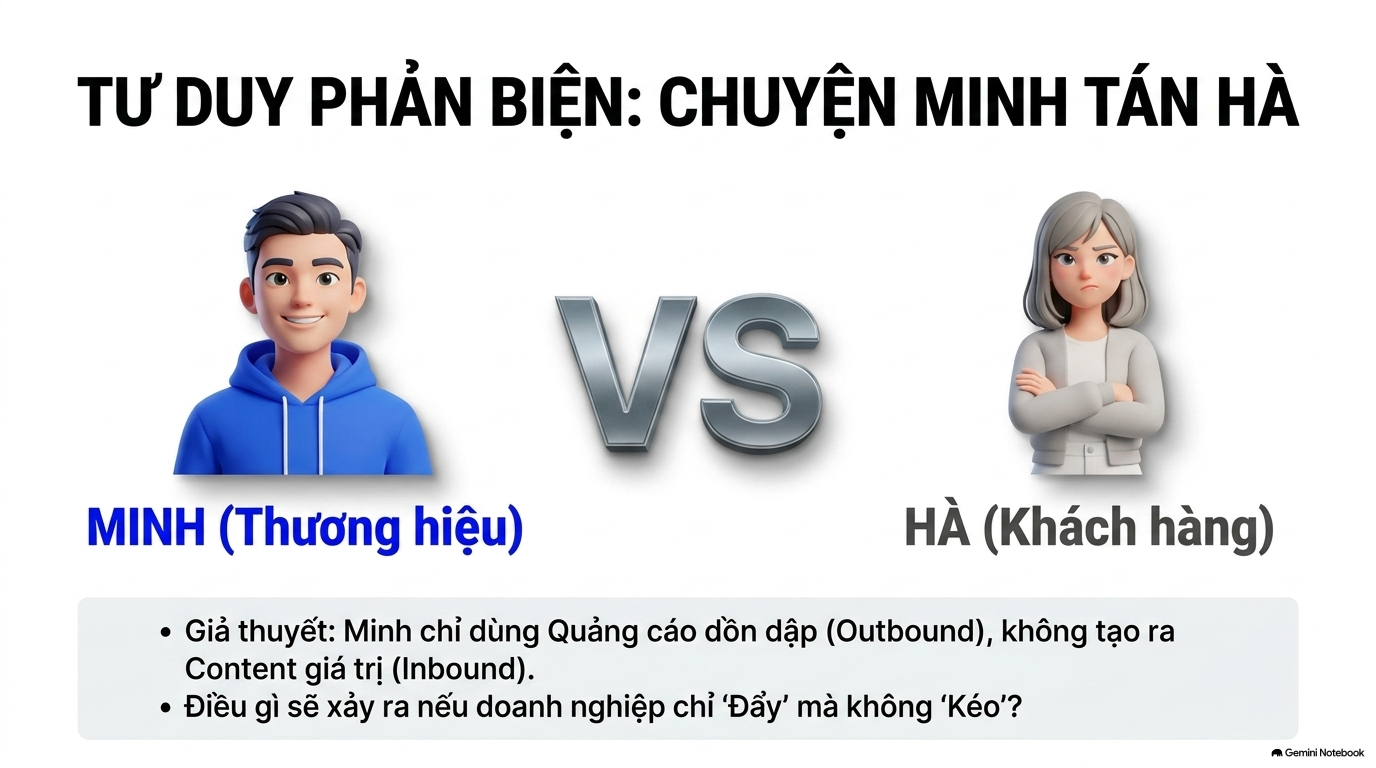 TƯ DUY PHẢN BIỆN: CHUYỆN MINH TÁN HÀ
VS
MINH (Thương hiệu)
HÀ (Khách hàng)
• Giả thuyết: Minh chỉ dùng Quảng cáo dồn dập (Outbound), không tạo ra
Content giá trị (Inbound).
• Điều gì sẽ xảy ra nếu doanh nghiệp chỉ ‘Đẩy’ mà không ‘Kéo’?
Gemini Notebook